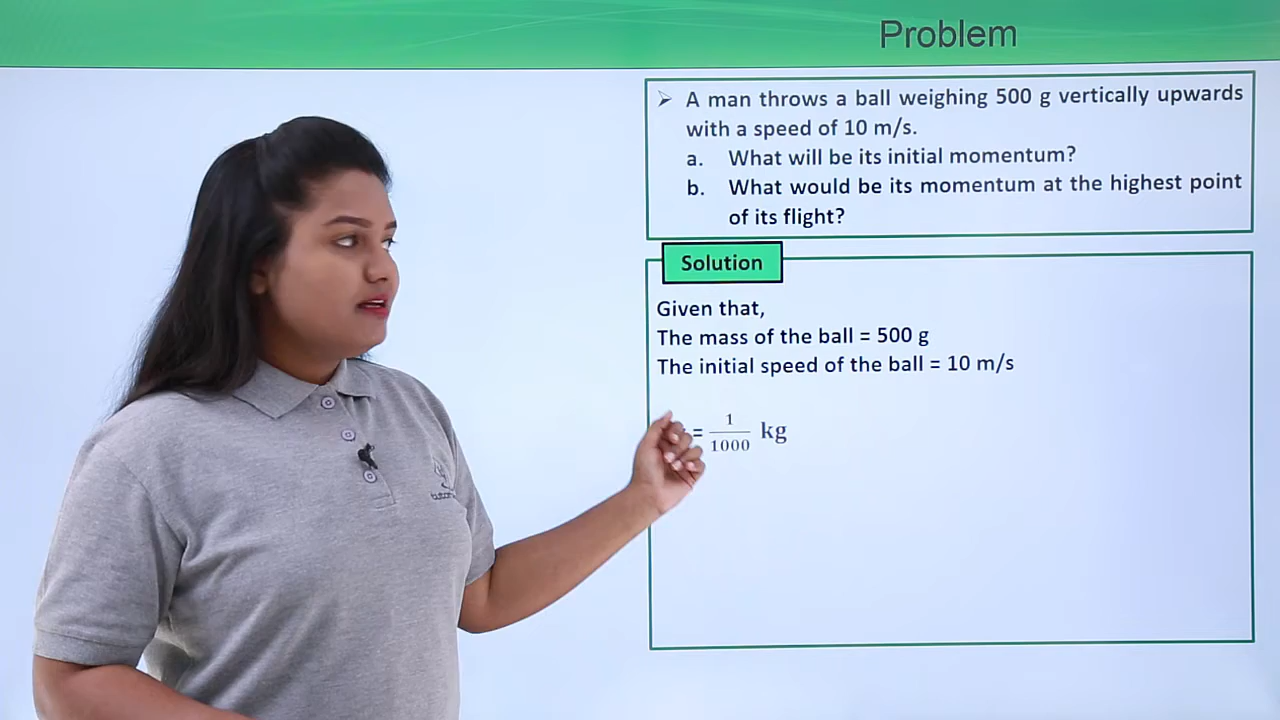 Problem
➢ A man throws a ball weighing 500 g vertically upwards
with a speed of 10 m/s.
a. What will be its initial momentum?
b. What would be its momentum at the highest point
of its flight?
Solution
Given that,
The mass of the ball = 500 g
The initial speed of the ball = 10 m/s
= 1/1000 kg